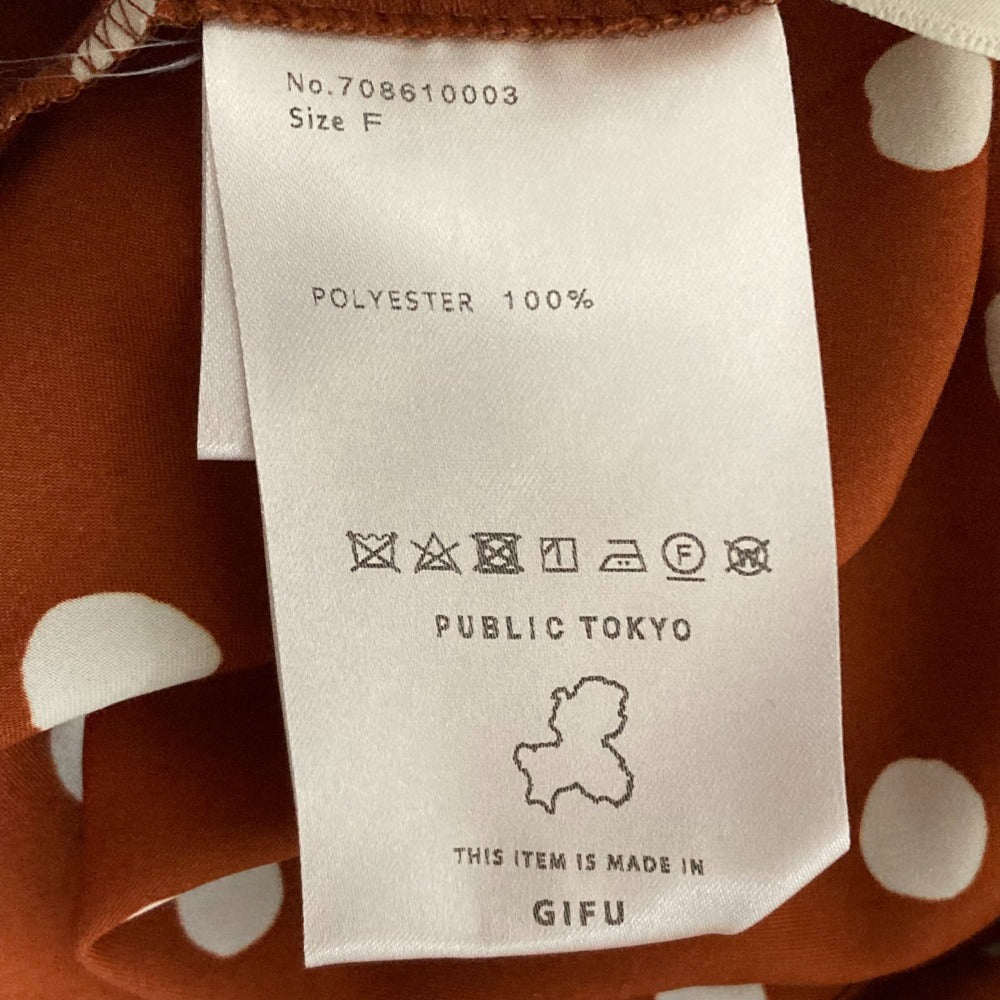 No.708610003
Size F
POLYESTER 100%
F
W
PUBLIC TOKYO
THIS ITEM IS MADE IN
GIFU